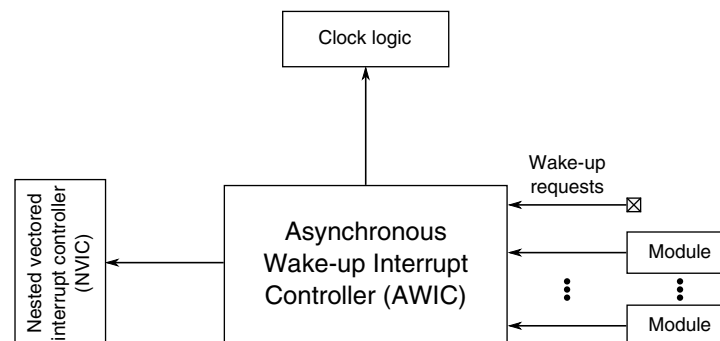 Clock logic
Wake-up
requests
Nested vectored
interrupt controller
(NVIC)
Asynchronous
Wake-up Interrupt
Controller (AWIC)
Module
Module